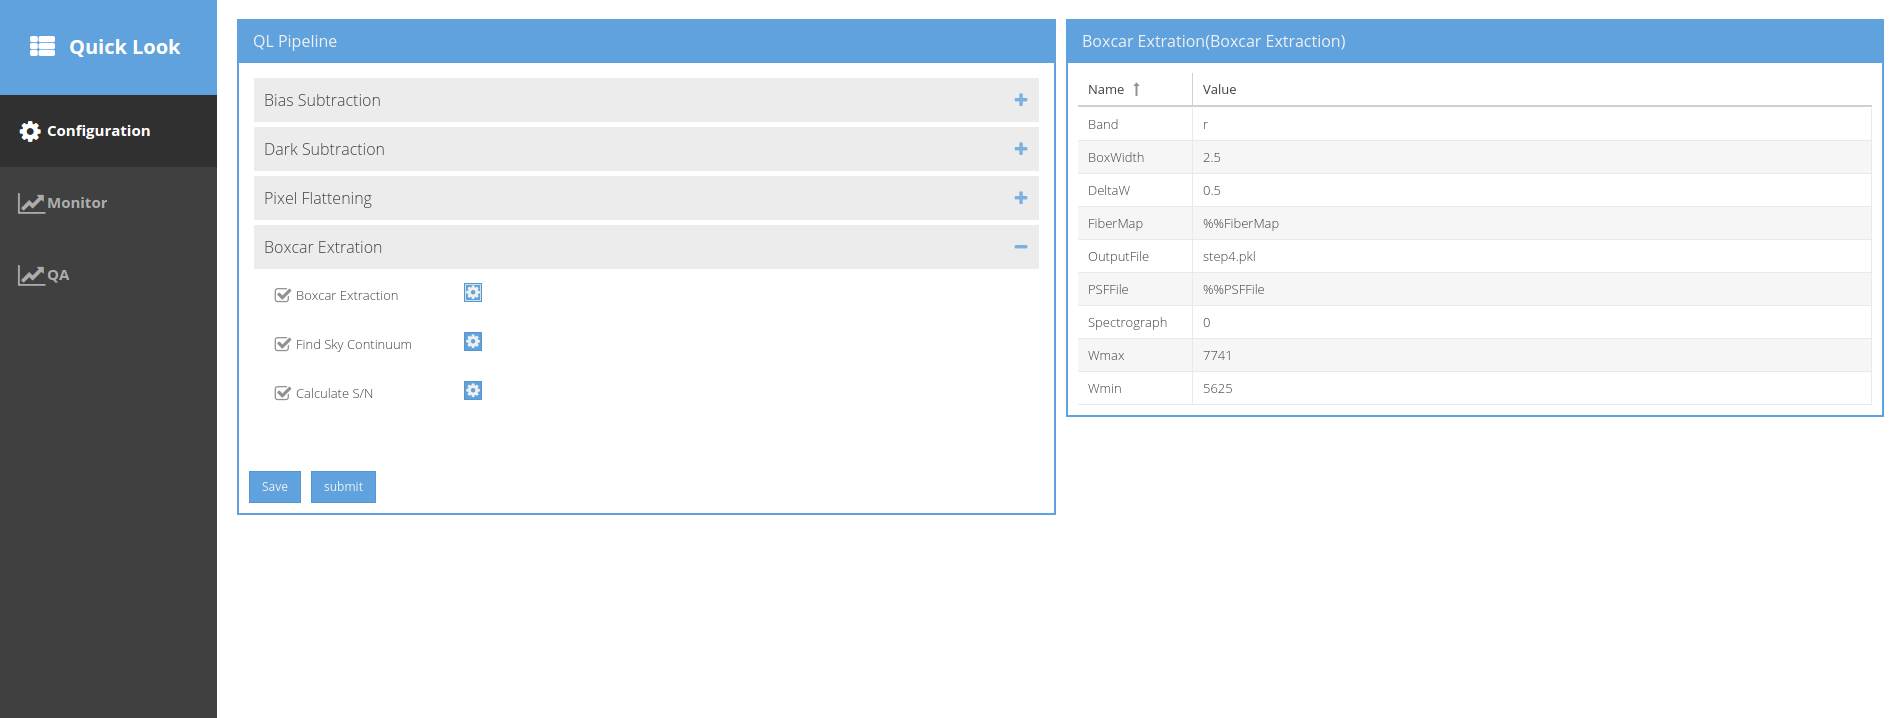 Quick Look
Configuration
Monitor
QA
QL Pipeline
Bias Subtraction
Dark Subtraction
Pixel Flattening
Boxcar Extration
Boxcar Extraction
Find Sky Continuum
Calculate S/N
Save submit
Boxcar Extration(Boxcar Extraction)
Name Value
Band r
BoxWidth 2.5
DeltaW 0.5
FiberMap %%FiberMap
OutputFile step4.pkl
PSFFile %%PSFFile
Spectrograph 0
Wmax 7741
Wmin 5625